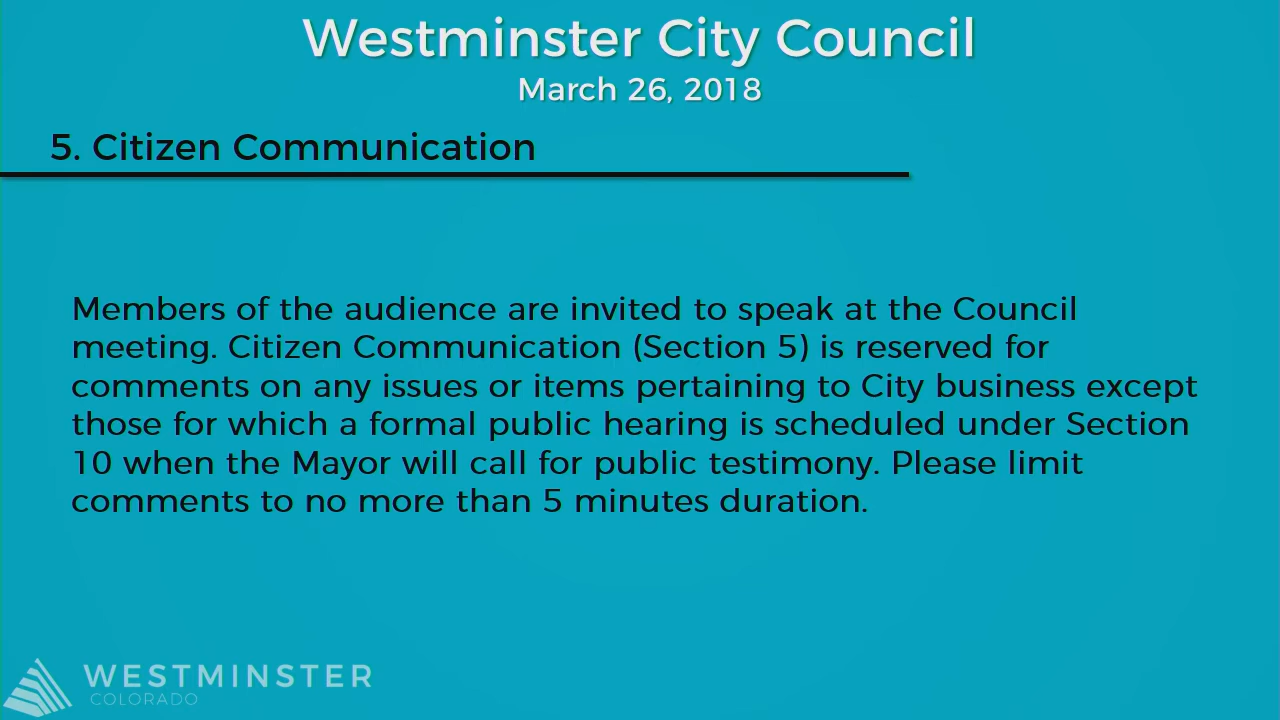 Westminster City Council
March 26, 2018
5. Citizen Communication
Members of the audience are invited to speak at the Council
meeting. Citizen Communication (Section 5) is reserved for
comments on any issues or items pertaining to City business except
those for which a formal public hearing is scheduled under Section
10 when the Mayor will call for public testimony. Please limit
comments to no more than 5 minutes duration.
WESTMINSTER
COLORADO